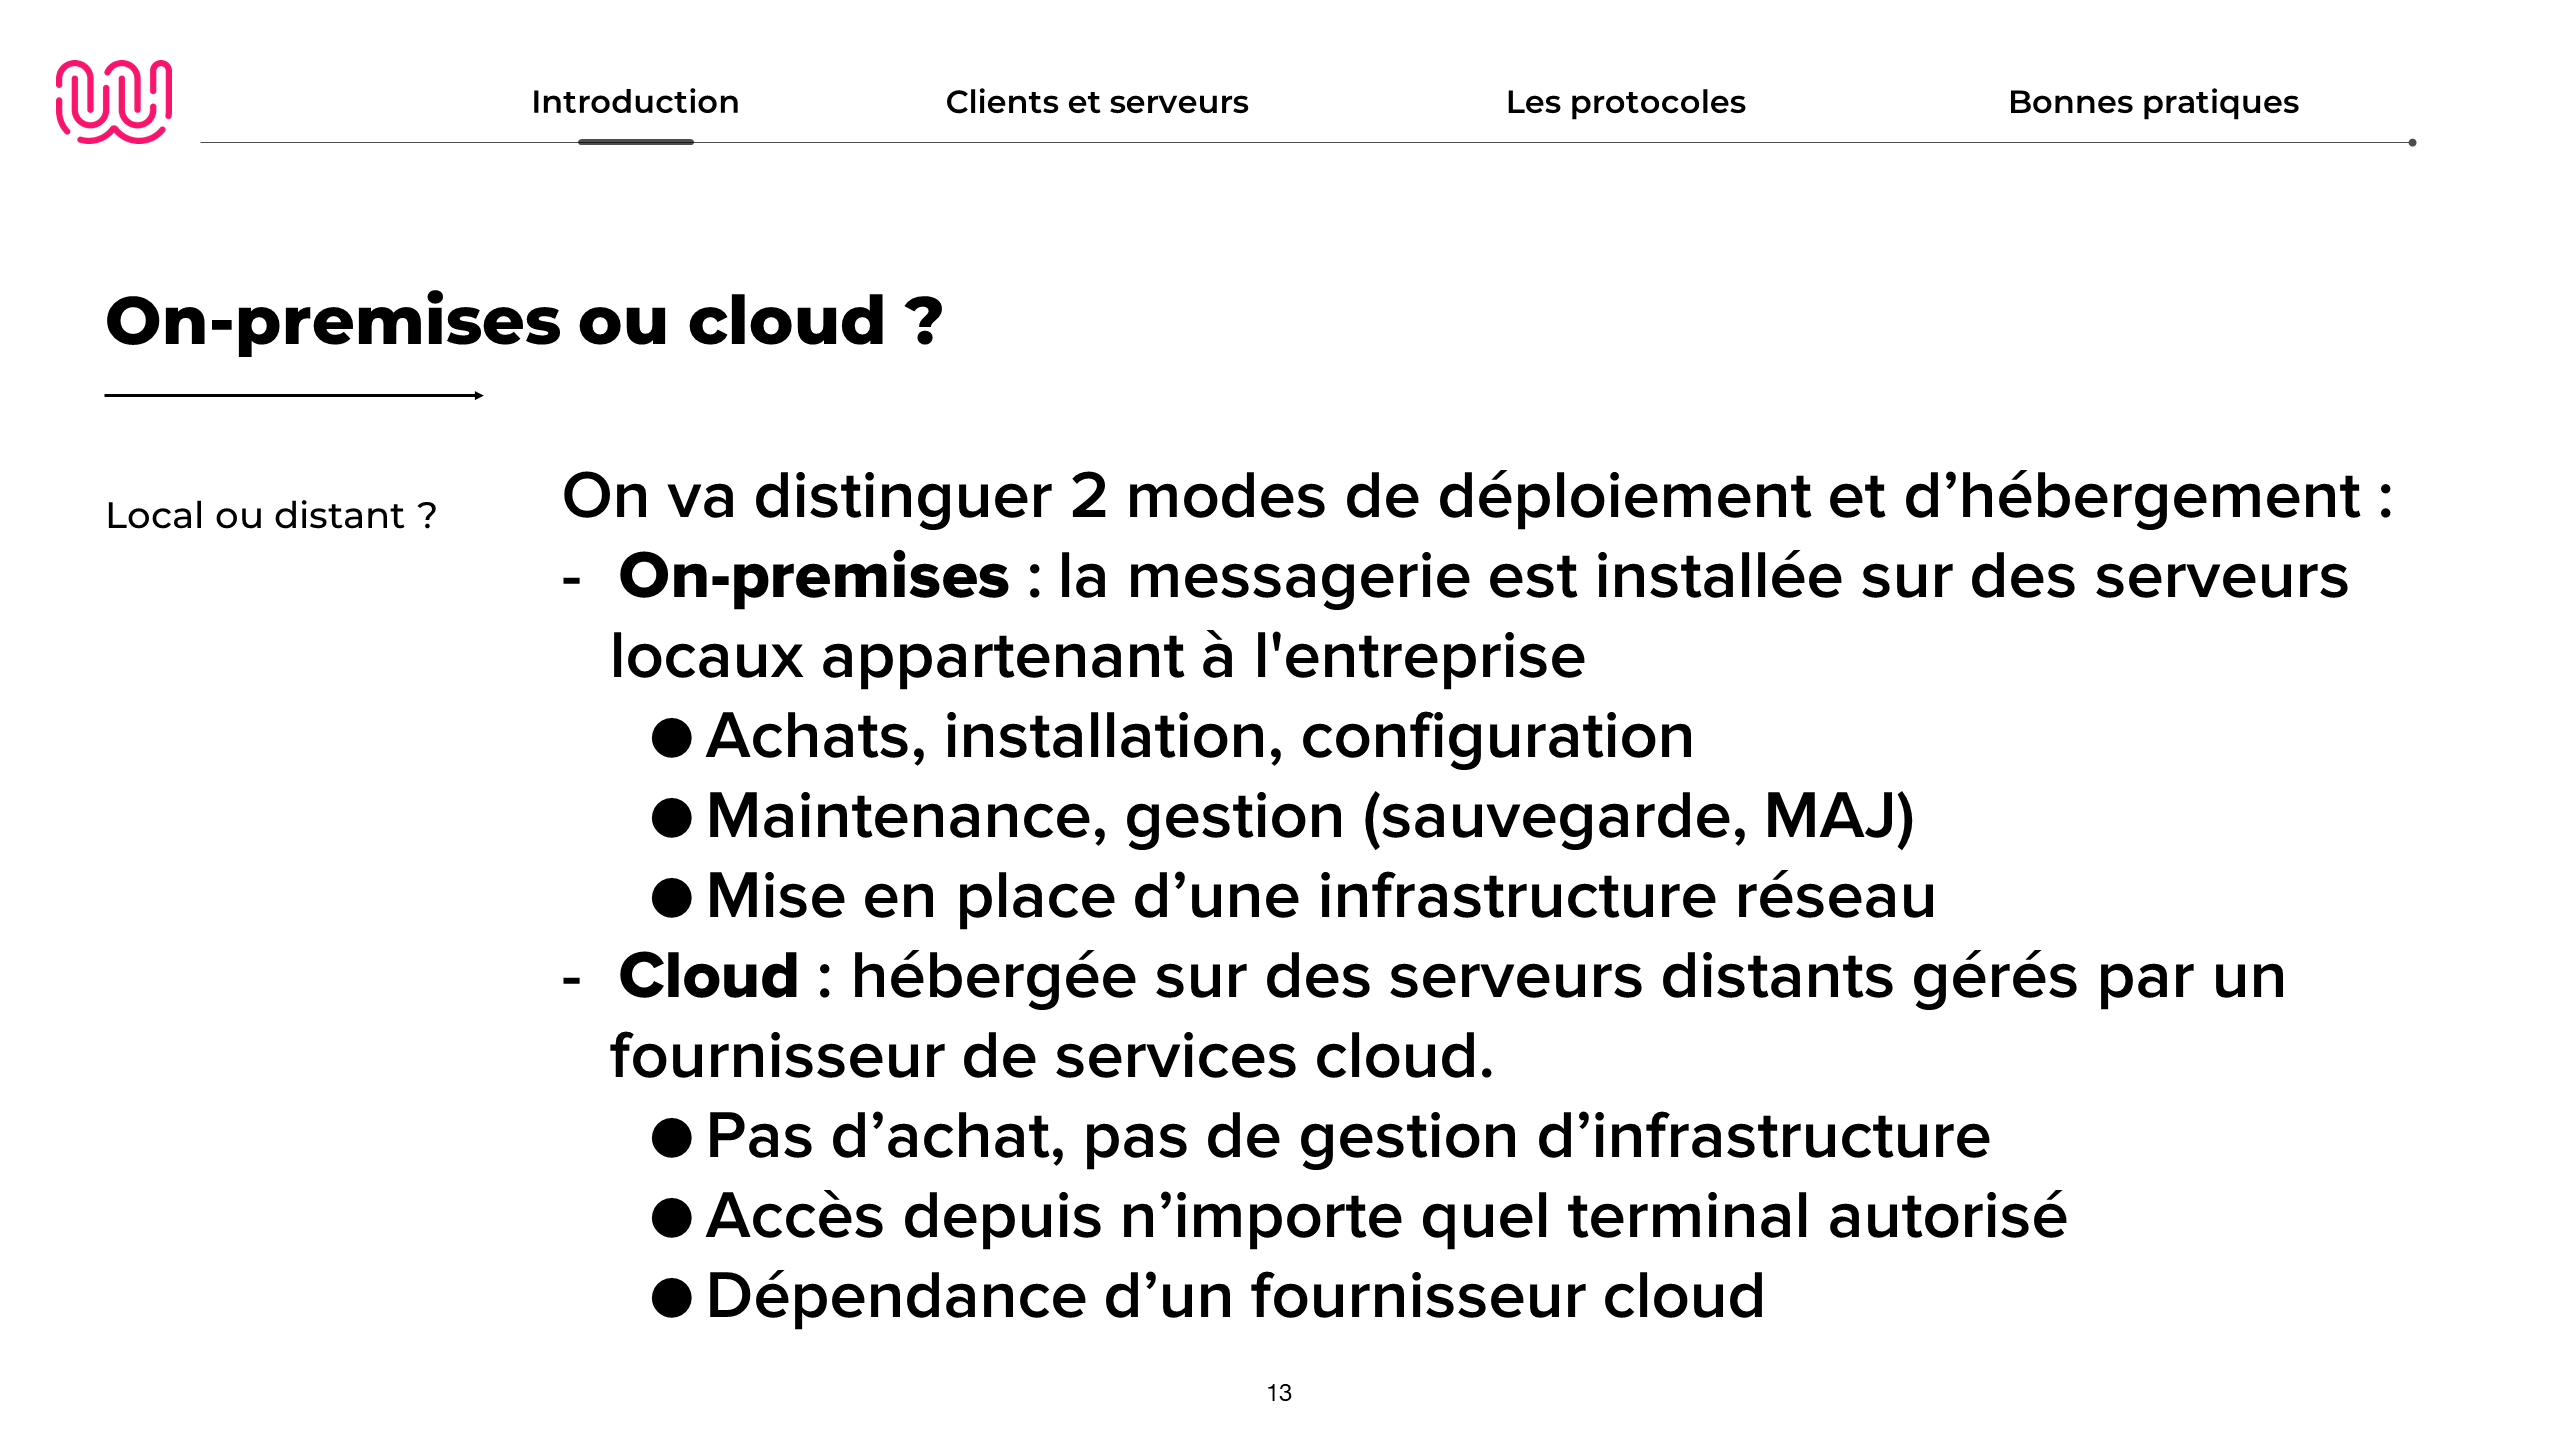 Introduction
Clients et serveurs
Les protocoles
Bonnes pratiques
On-premises ou cloud ?
Local ou distant ?
On va distinguer 2 modes de déploiement et d’hébergement :
- On-premises : la messagerie est installée sur des serveurs
locaux appartenant à l'entreprise
● Achats, installation, configuration
● Maintenance, gestion (sauvegarde, MAJ)
● Mise en place d’une infrastructure réseau
- Cloud : hébergée sur des serveurs distants gérés par un
fournisseur de services cloud.
● Pas d’achat, pas de gestion d’infrastructure
● Accès depuis n’importe quel terminal autorisé
● Dépendance d’un fournisseur cloud
13